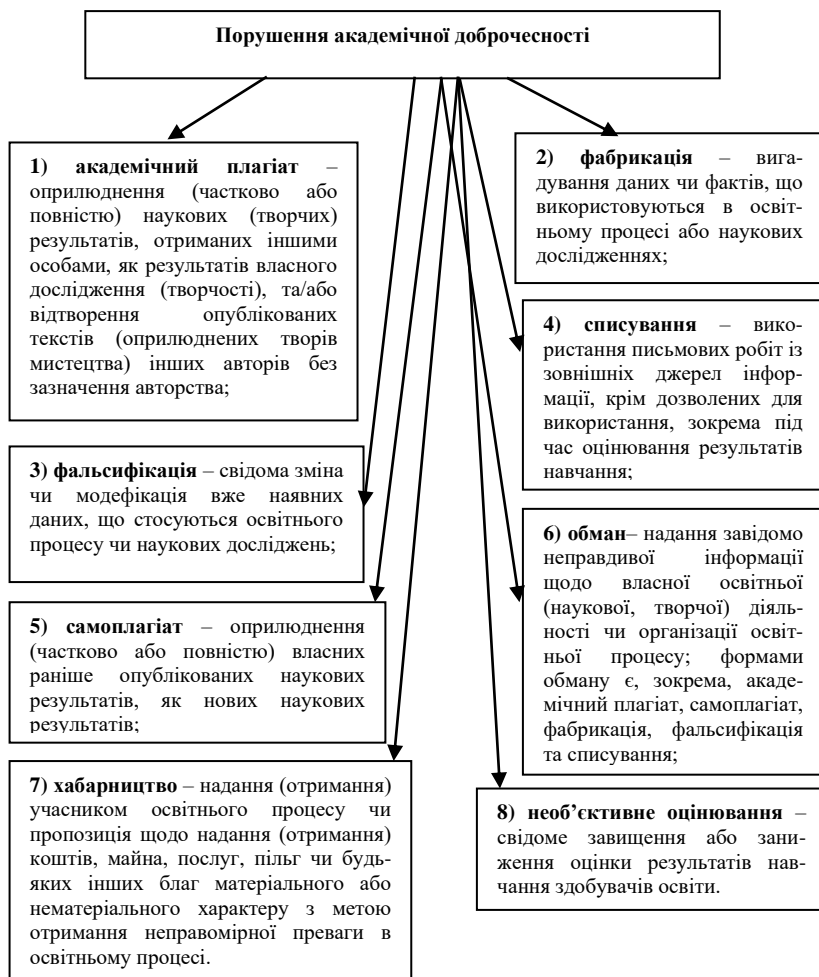 Порушення академічної доброчесності
1) академічний плагіат –
оприлюднення (частково або
повністю) наукових (творчих)
результатів, отриманих іншими
особами, як результатів власного
дослідження (творчості), та/або
відтворення опублікованих
текстів (оприлюднених творів
мистецтва) інших авторів без
зазначення авторства;
2) фабрикація – вига-
дування даних чи фактів, що
використовуються в освіт-
ньому процесі або наукових
дослідженнях;
3) фальсифікація – свідома зміна
чи модефікація вже наявних
даних, що стосуються освітнього
процесу чи наукових досліджень;
4) списування – вико-
ристання письмових робіт із
зовнішніх джерел інфор-
мації, крім дозволених для
використання, зокрема під
час оцінювання результатів
навчання;
5) самоплагіат – оприлюднення
(частково або повністю) власних
раніше опублікованих наукових
результатів, як нових наукових
результатів;
6) обман– надання завідомо
неправдивої інформації
щодо власної освітньої
(наукової, творчої) діяль-
ності чи організації освіт-
ньої процесу; формами
обману є, зокрема, акаде-
мічний плагіат, самоплагіат,
фабрикація, фальсифікація
та списування;
7) хабарництво – надання (отримання)
учасником освітнього процесу чи
пропозиція щодо надання (отримання)
коштів, майна, послуг, пільг чи будь-
яких інших благ матеріального або
нематеріального характеру з метою
отримання неправомірної преваги в
освітньому процесі.
8) необ’єктивне оцінювання –
свідоме завищення або зани-
ження оцінки результатів нав-
чання здобувачів освіти.